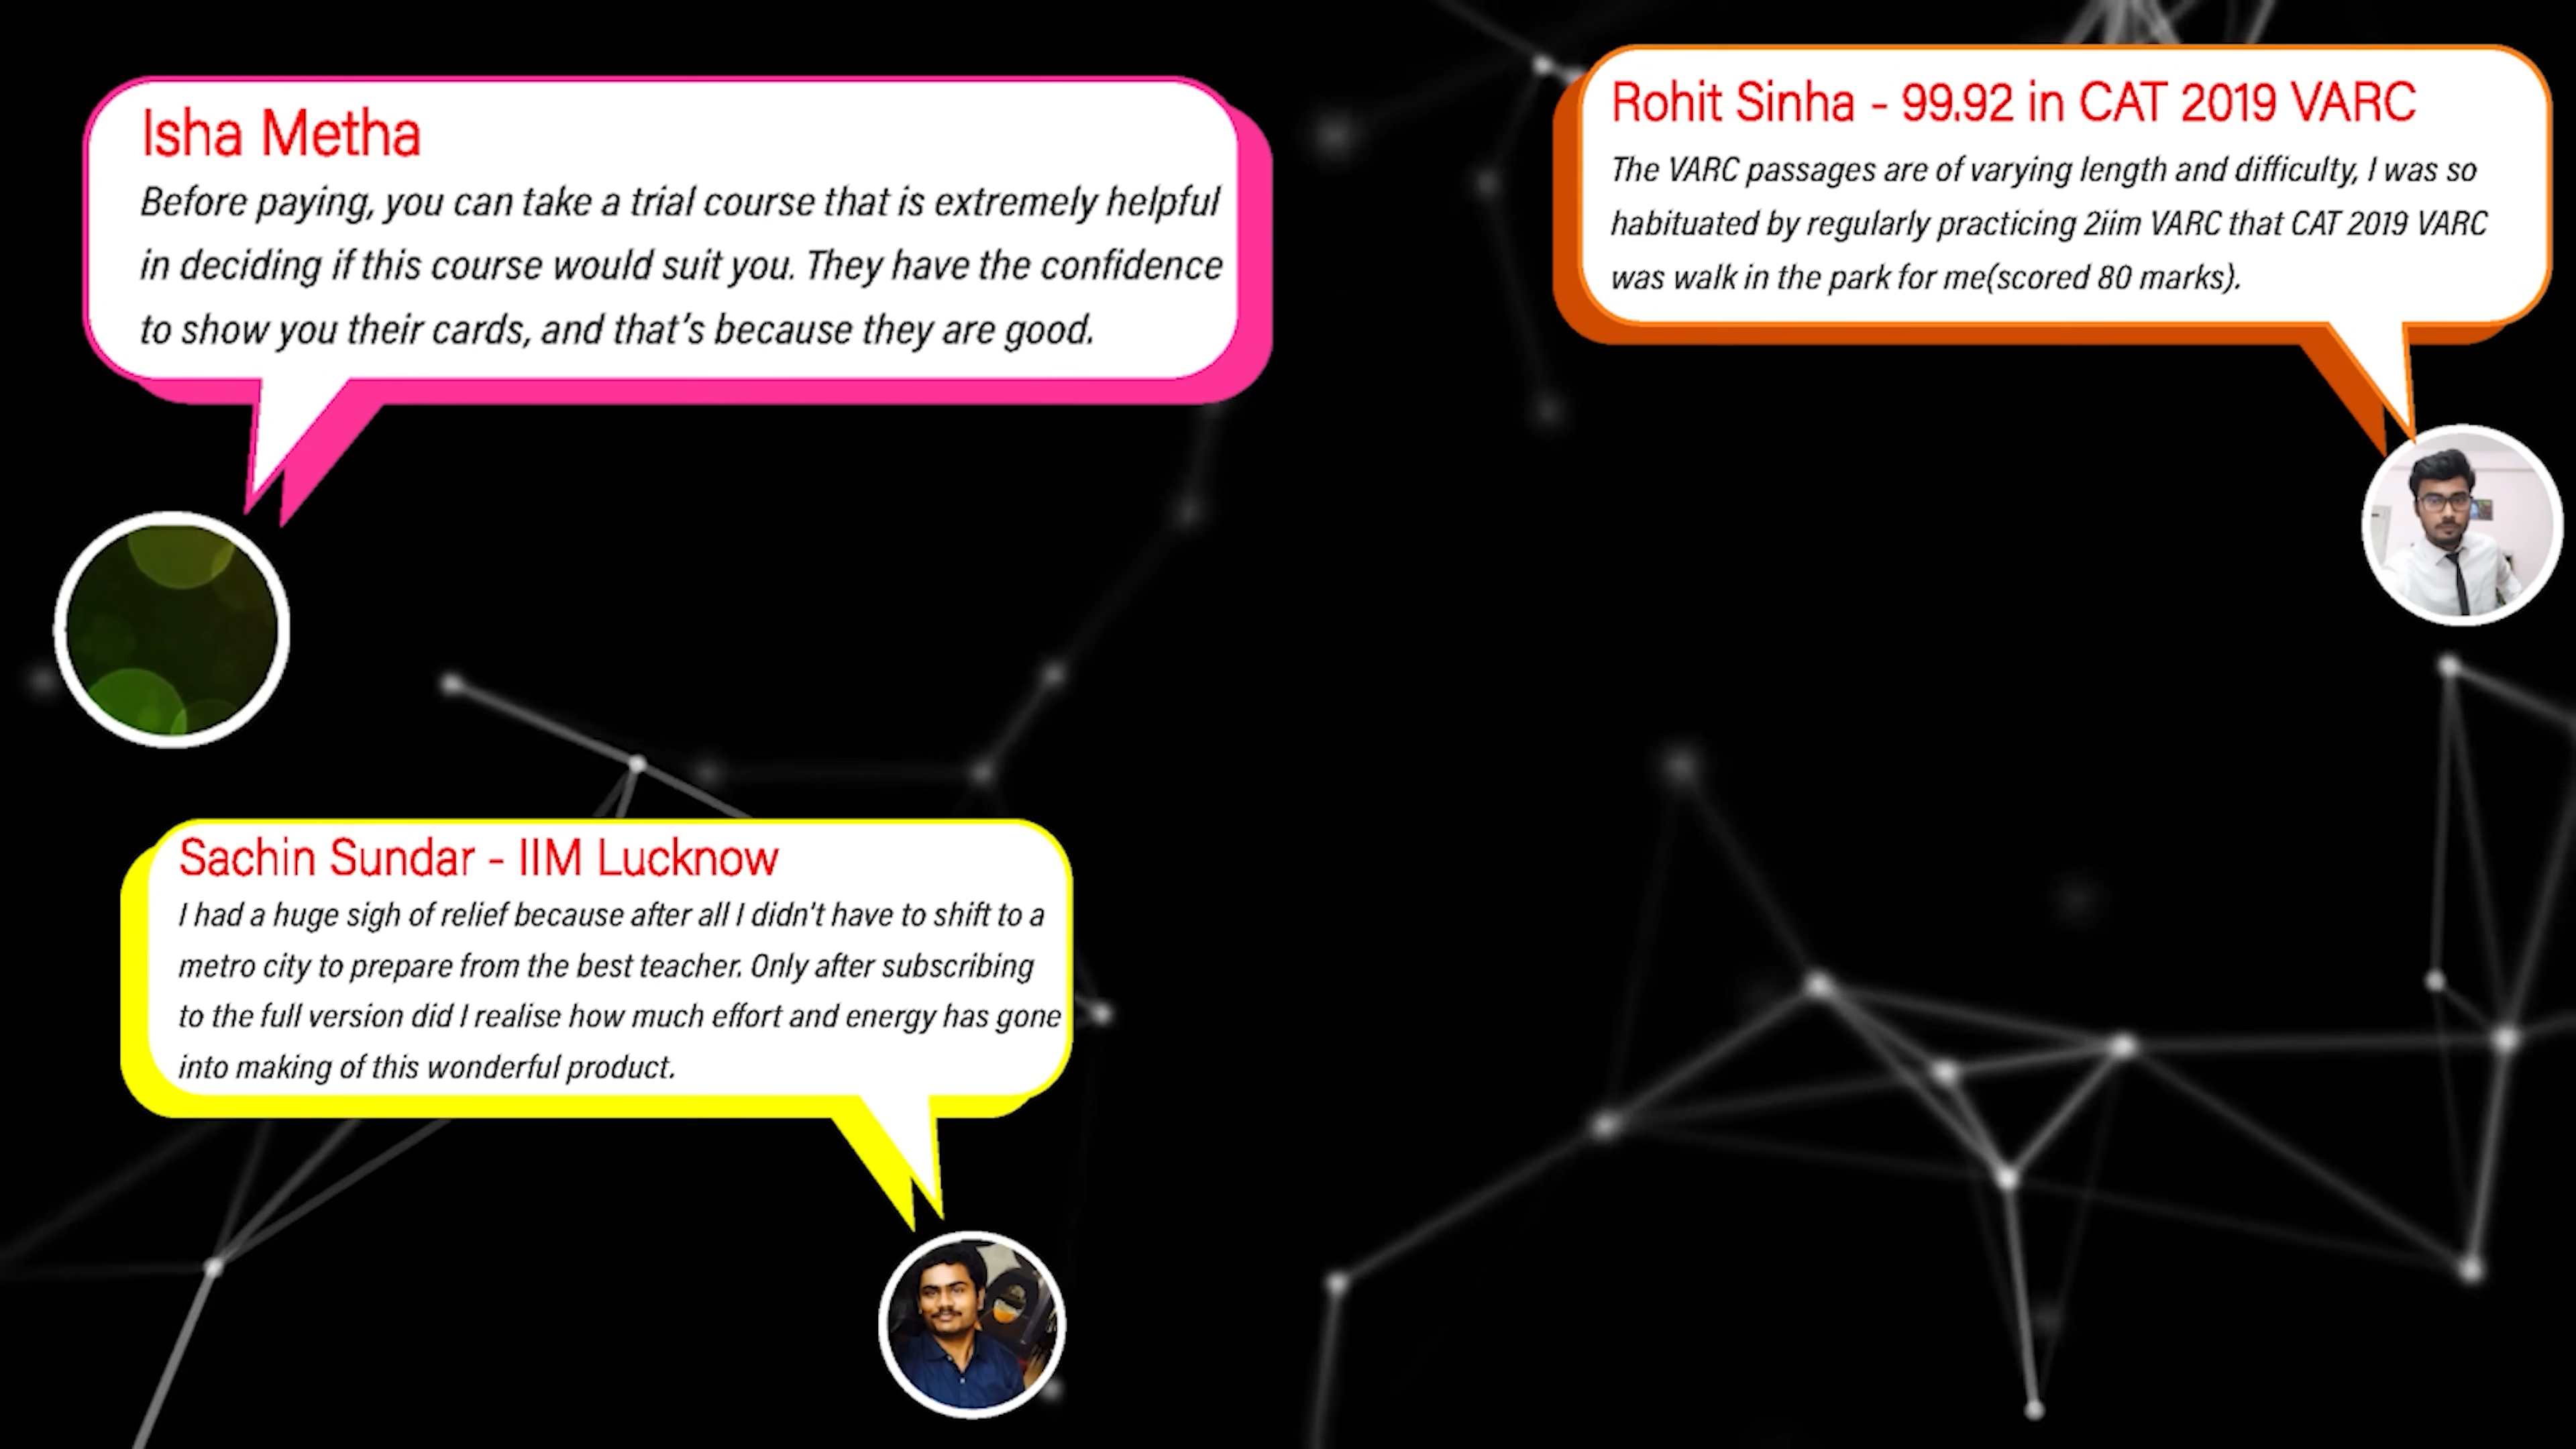 Isha Metha
Before paying, you can take a trial course that is extremely helpful
in deciding if this course would suit you. They have the confidence
to show you their cards, and that's because they are good.
Rohit Sinha - 99.92 in CAT 2019 VARC
The VARC passages are of varying length and difficulty, I was so
habituated by regularly practicing 2iim VARC that CAT 2019 VARC
was walk in the park for me(scored 80 marks).
Sachin Sundar - IIM Lucknow
I had a huge sigh of relief because after all I didn't have to shift to a
metro city to prepare from the best teacher. Only after subscribing
to the full version did I realise how much effort and energy has gone
into making of this wonderful product.